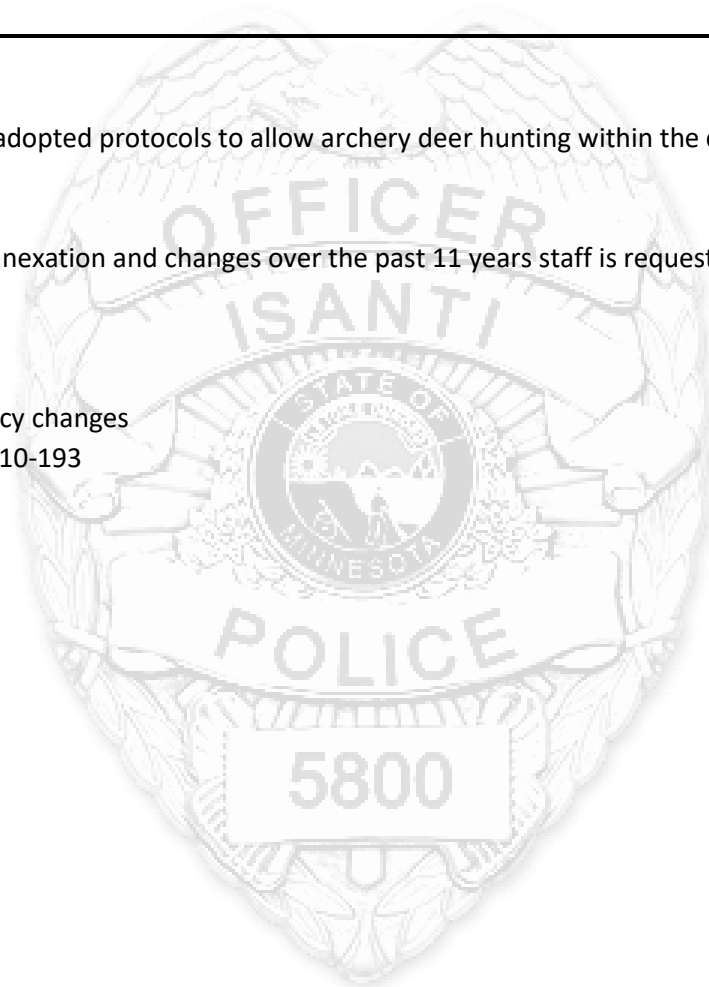 adopted protocols to allow archery deer hunting within the
OFFICER
nexation and changes over the past 11 years staff is request
ISANTI
STATE OF
cy changes
10-193
MINNESOTA
POLICE
5800